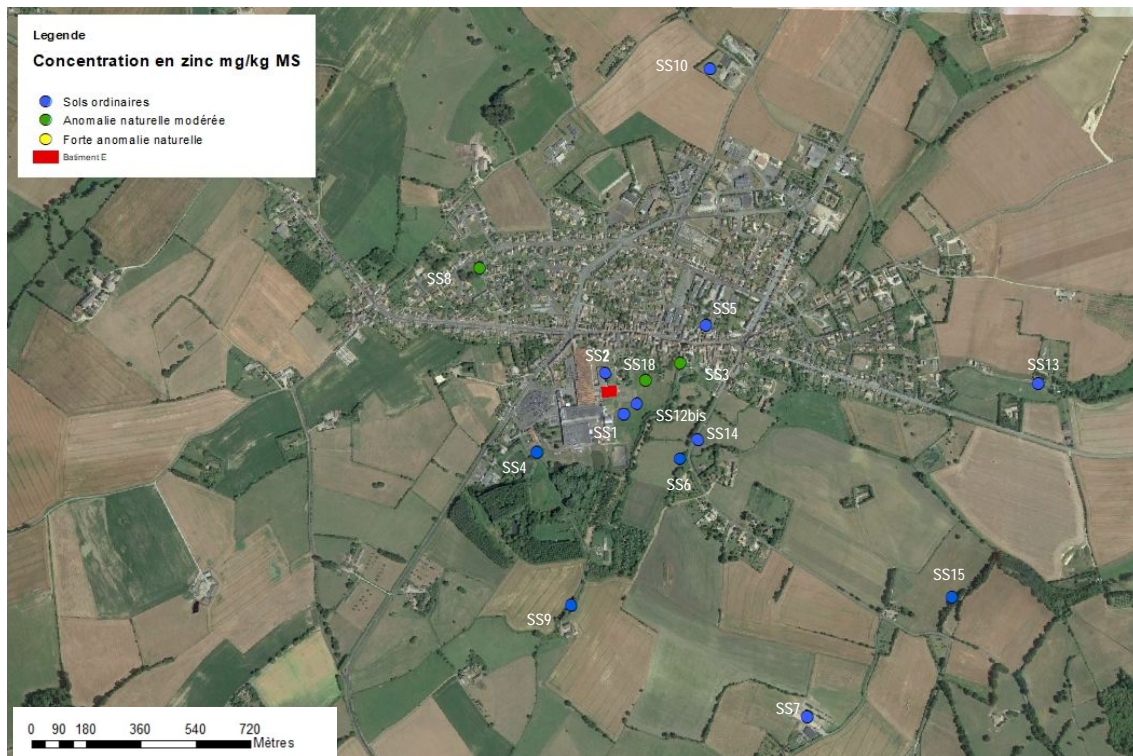 Legende
Concentration en zinc mg/kg MS
Sols ordinaires
Anomalie naturelle modérée
Forte anomalie naturelle
Batiment E
SS10
SS8
SS5
SS2
SS18
SS3
SS13
SS12bis
SS1
SS14
SS4
SS6
SS15
SS9
SS7
0 90 180 360 540 720
Mètres